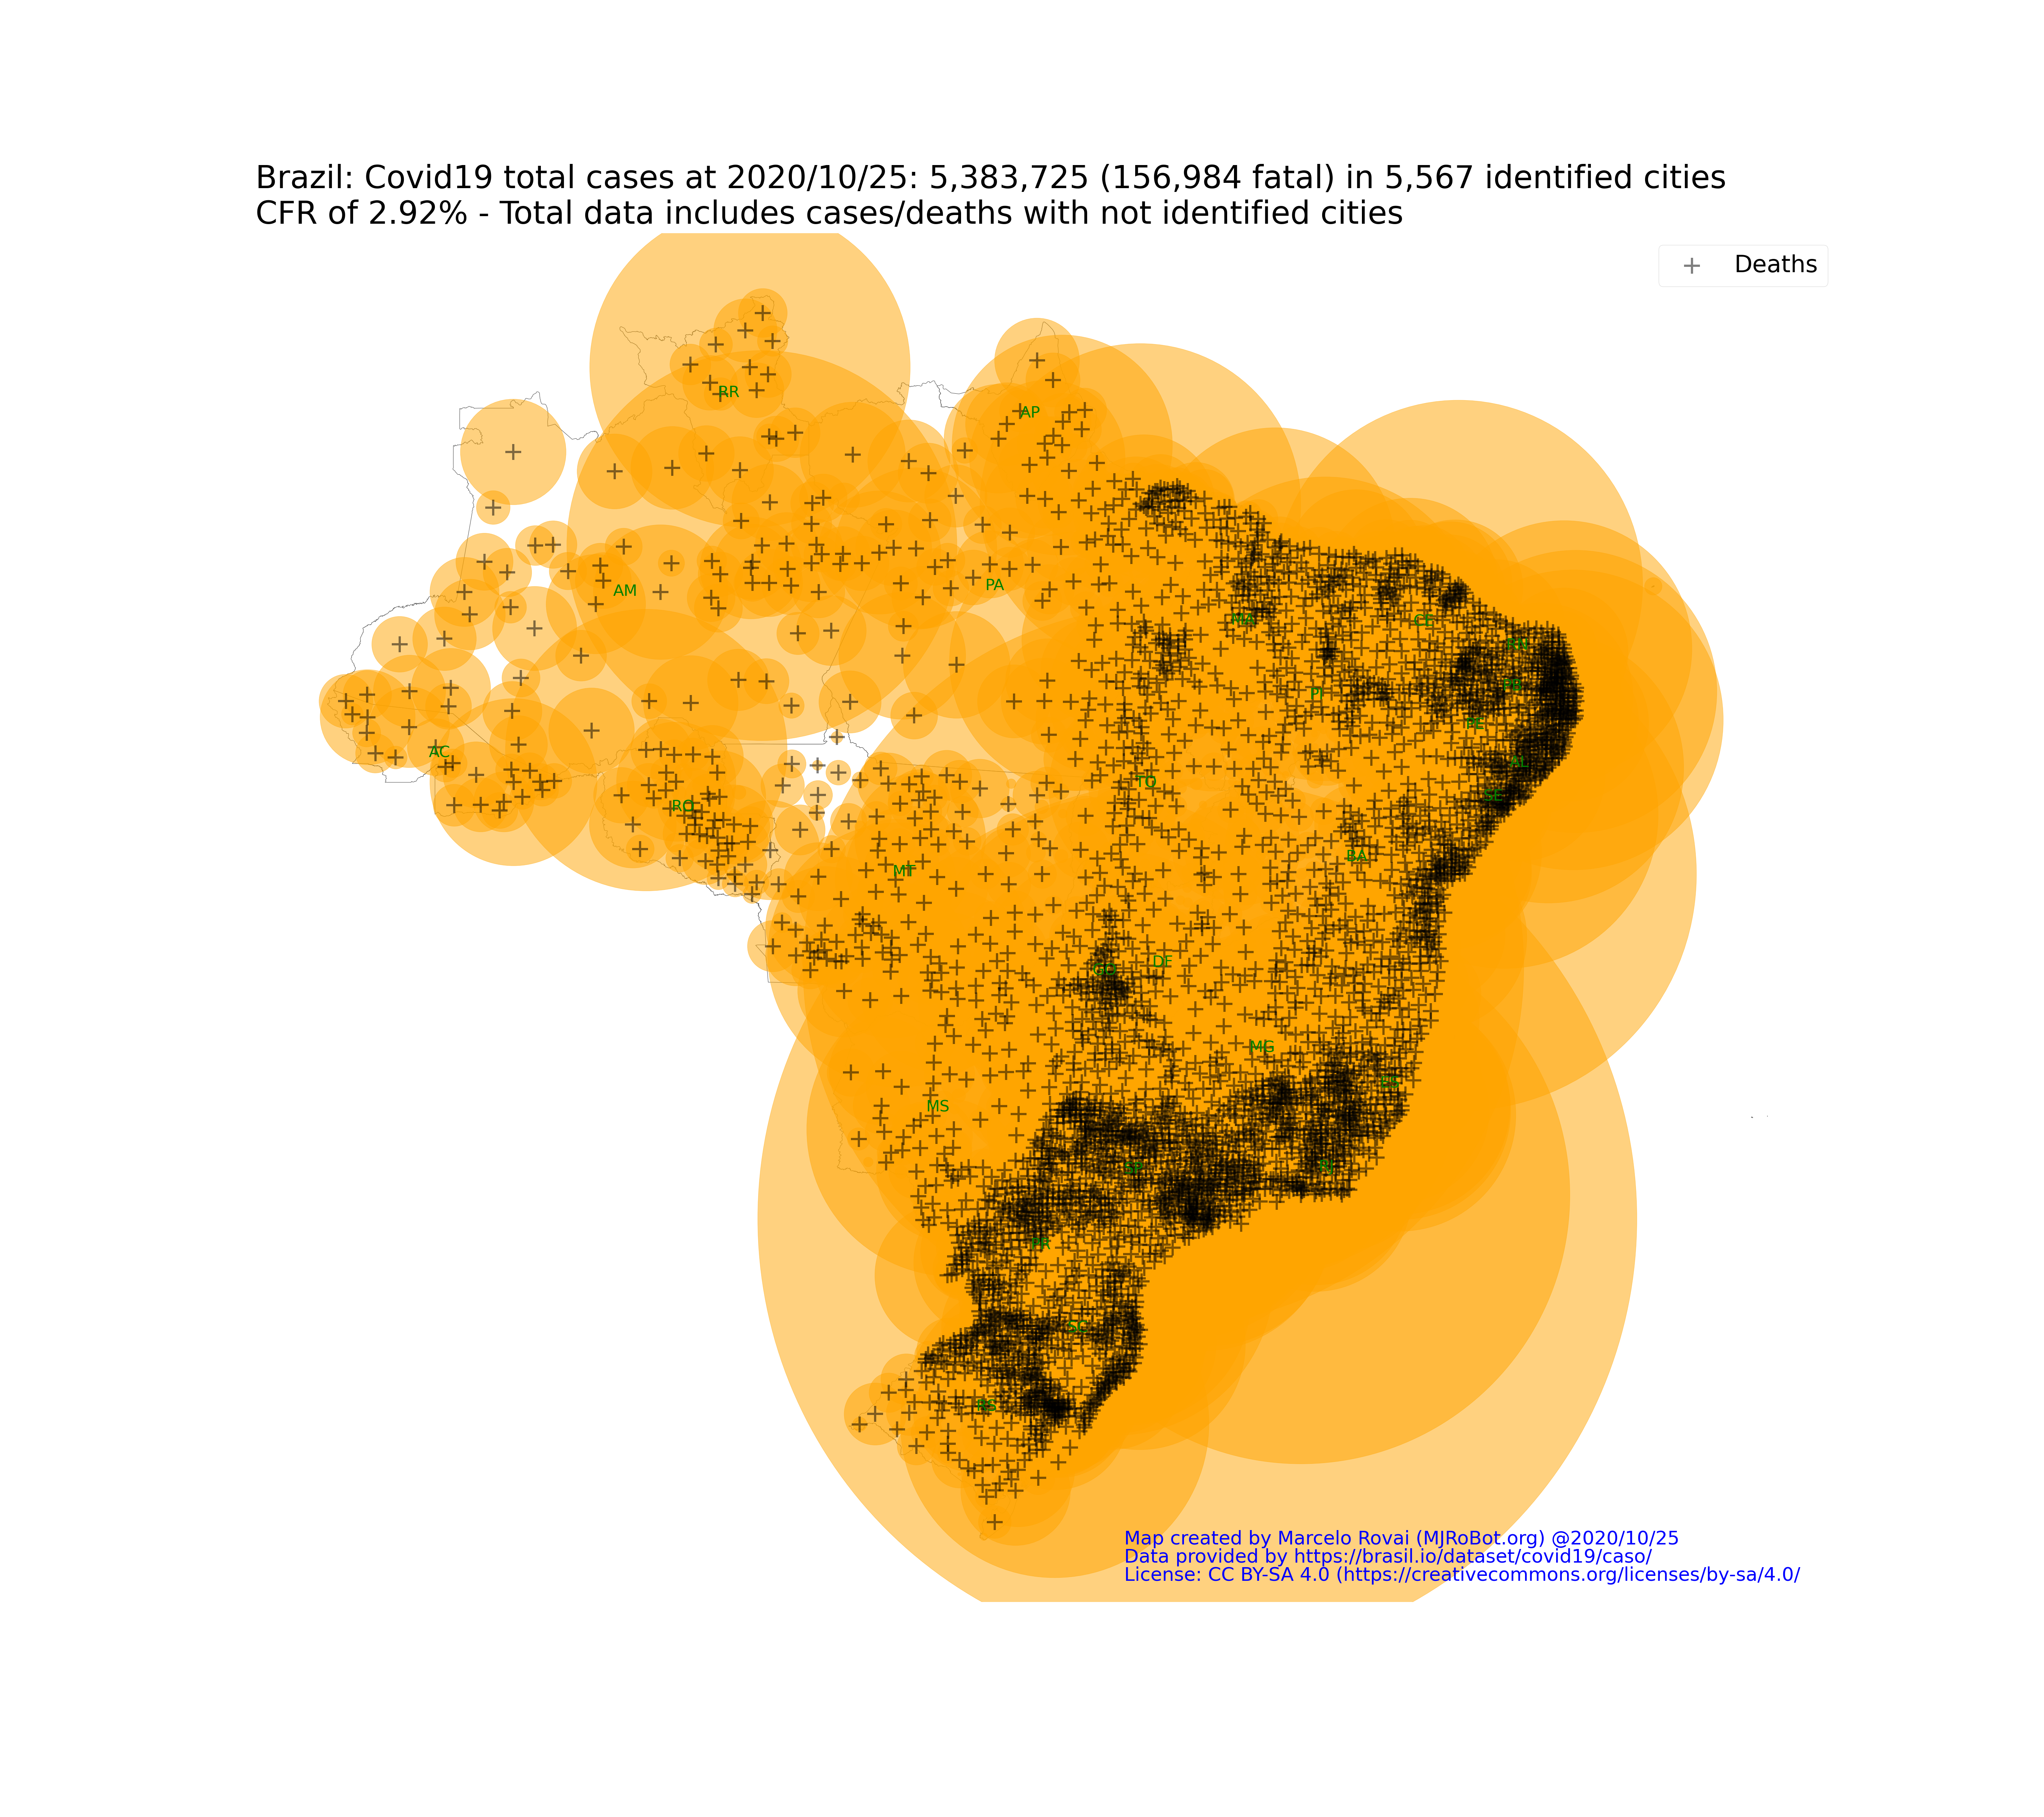 Brazil: Covid19 total cases at 2020/10/25: 5,383,725 (156,984 fatal) in 5,567 identified cities
CFR of 2.92% - Total data includes cases/deaths with not identified cities
Deaths
RR
AP
AM
PA
MA
CE
RN
PB
PI
PE
AC
AL
TO
SE
RO
BA
MT
DF
GO
MG
ES
MS
SP
RJ
PR
SC
RS
Map created by Marcelo Rovai (MJRoBot.org) @2020/10/25
Data provided by https://brasil.io/dataset/covid19/caso/
License: CC BY-SA 4.0 (https://creativecommons.org/licenses/by-sa/4.0/